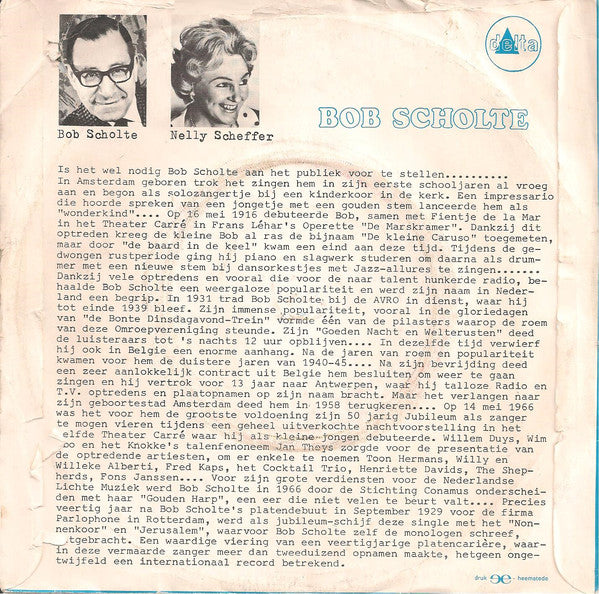 delta
Bob Scholte
Nelly Scheffer
BOB SCHOLTE
Is het wel nodig Bob Scholte aan het publiek voor te stellen..........
In Amsterdam geboren trok het zingen hem in zijn eerste schooljaren al vroeg
aan en begon als solozangertje bij een kinderkoor in de kerk. Een impressario
die hoorde spreken van een jongetje met een gouden stem lanceerde hem als
"wonderkind".... Op 16 mei 1916 debuteerde Bob, samen met Fientje de la Mar
in het Theater Carré in Frans Léhar's Operette "De Marskramer". Dankzij dit
optreden kreeg de kleine Bob al ras de bijnaam "De kleine Caruso" toegemeten,
maar door "de baard in de keel" kwam een eind aan deze tijd. Tijdens de ge-
dwongen rustperiode ging hij piano en slagwerk studeren om daarna als drum-
mer met een nieuwe stem bij dansorkestjes met Jazz-allures te zingen.......
Dankzij vele optredens en vooral die voor de naar talent hunkerende radio, be-
haalde Bob Scholte een weergaloze populariteit en werd zijn naam in Neder-
land een begrip. In 1931 trad Bob Scholte bij de AVRO in dienst, waar hij
tot einde 1939 bleef. Zijn immense populariteit, vooral in de gloriedagen
van "de Bonte Dinsdagavond-Trein" vormde één van de pilasters waarop de roem
van deze Omroepvereniging steunde. Zijn "Goeden Nacht en Welterusten" deed
de luisteraars tot 's nachts 12 uur opblijven.... In dezelfde tijd verwierf
hij ook in Belgie een enorme aanhang. Na de jaren van roem en populariteit
kwamen voor hem de duistere jaren van 1940-45.... Na zijn bevrijding deed
een zeer aanlokkelijk contract uit Belgie hem besluiten om weer te gaan
zingen en hij vertrok voor 13 jaar naar Antwerpen, waar hij talloze Radio en
T.V. optredens en plaatopnamen op zijn naam bracht. Maar het verlangen naar
zijn geboortestad Amsterdam deed hem in 1958 terugkeren.... Op 14 mei 1966
was het voor hem de grootste voldoening zijn 50 jarig Jubileum als zanger
te mogen vieren tijdens een geheel uitverkochte nachtvoorstelling in het
elfde Theater Carré waar hij als kleine jongen debuteerde. Willem Duys, Wim
bo en het Knokke's talenfenoneem Jan Theys zorgde voor de presentatie van
de optredende artiesten, om er enkele te noemen Toon Hermans, Willy en
Willeke Alberti, Fred Kaps, het Cocktail Trio, Henriette Davids, The Shep-
herds, Fons Janssen.... Voor zijn grote verdiensten voor de Nederlandse
Lichte Muziek werd Bob Scholte in 1966 door de Stichting Conamus onderschei-
den met haar "Gouden Harp", een eer die niet velen te beurt valt.... Precies
veertig jaar na Bob Scholte's platendebuut in September 1929 voor de firma
Parlophone in Rotterdam, werd als jubileum-schijf deze single met het "Non-
nenkoor" en "Jerusalem", waarvoor Bob Scholte zelf de monologen schreef,
uitgebracht. Een waardige viering van een veertigjarige platencarière, waar-
in deze vermaarde zanger meer dan tweeduizend opnamen maakte, hetgeen onge-
twijfeld een internationaal record betekend.
druk
- heemstede